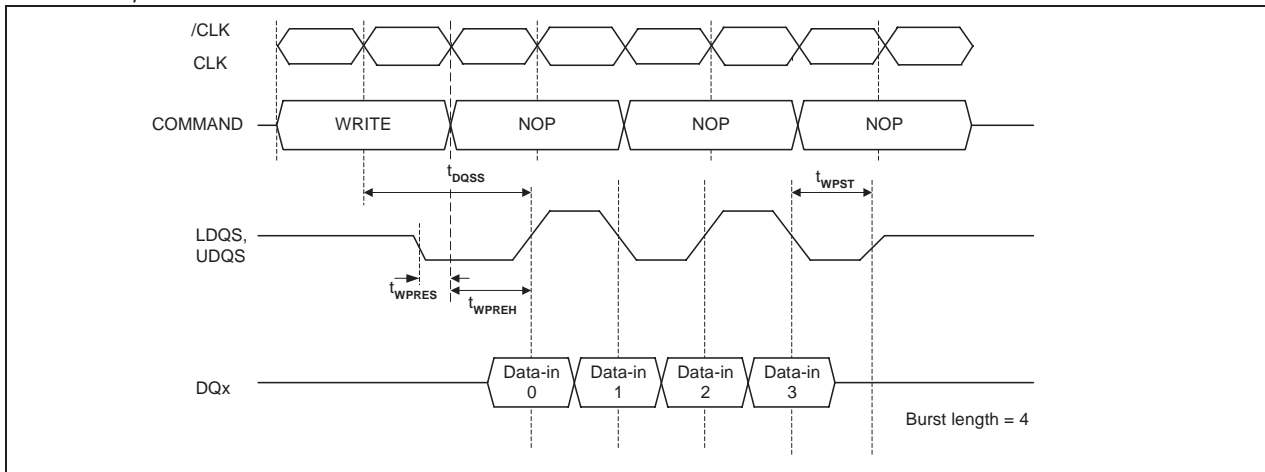 /CLK
CLK
COMMAND WRITE NOP NOP NOP
tDQSS
tWPST
LDQS,
UDQS
tWPRES
tWPREH
DQx
Data-in Data-in Data-in Data-in
0 1 2 3
Burst length = 4